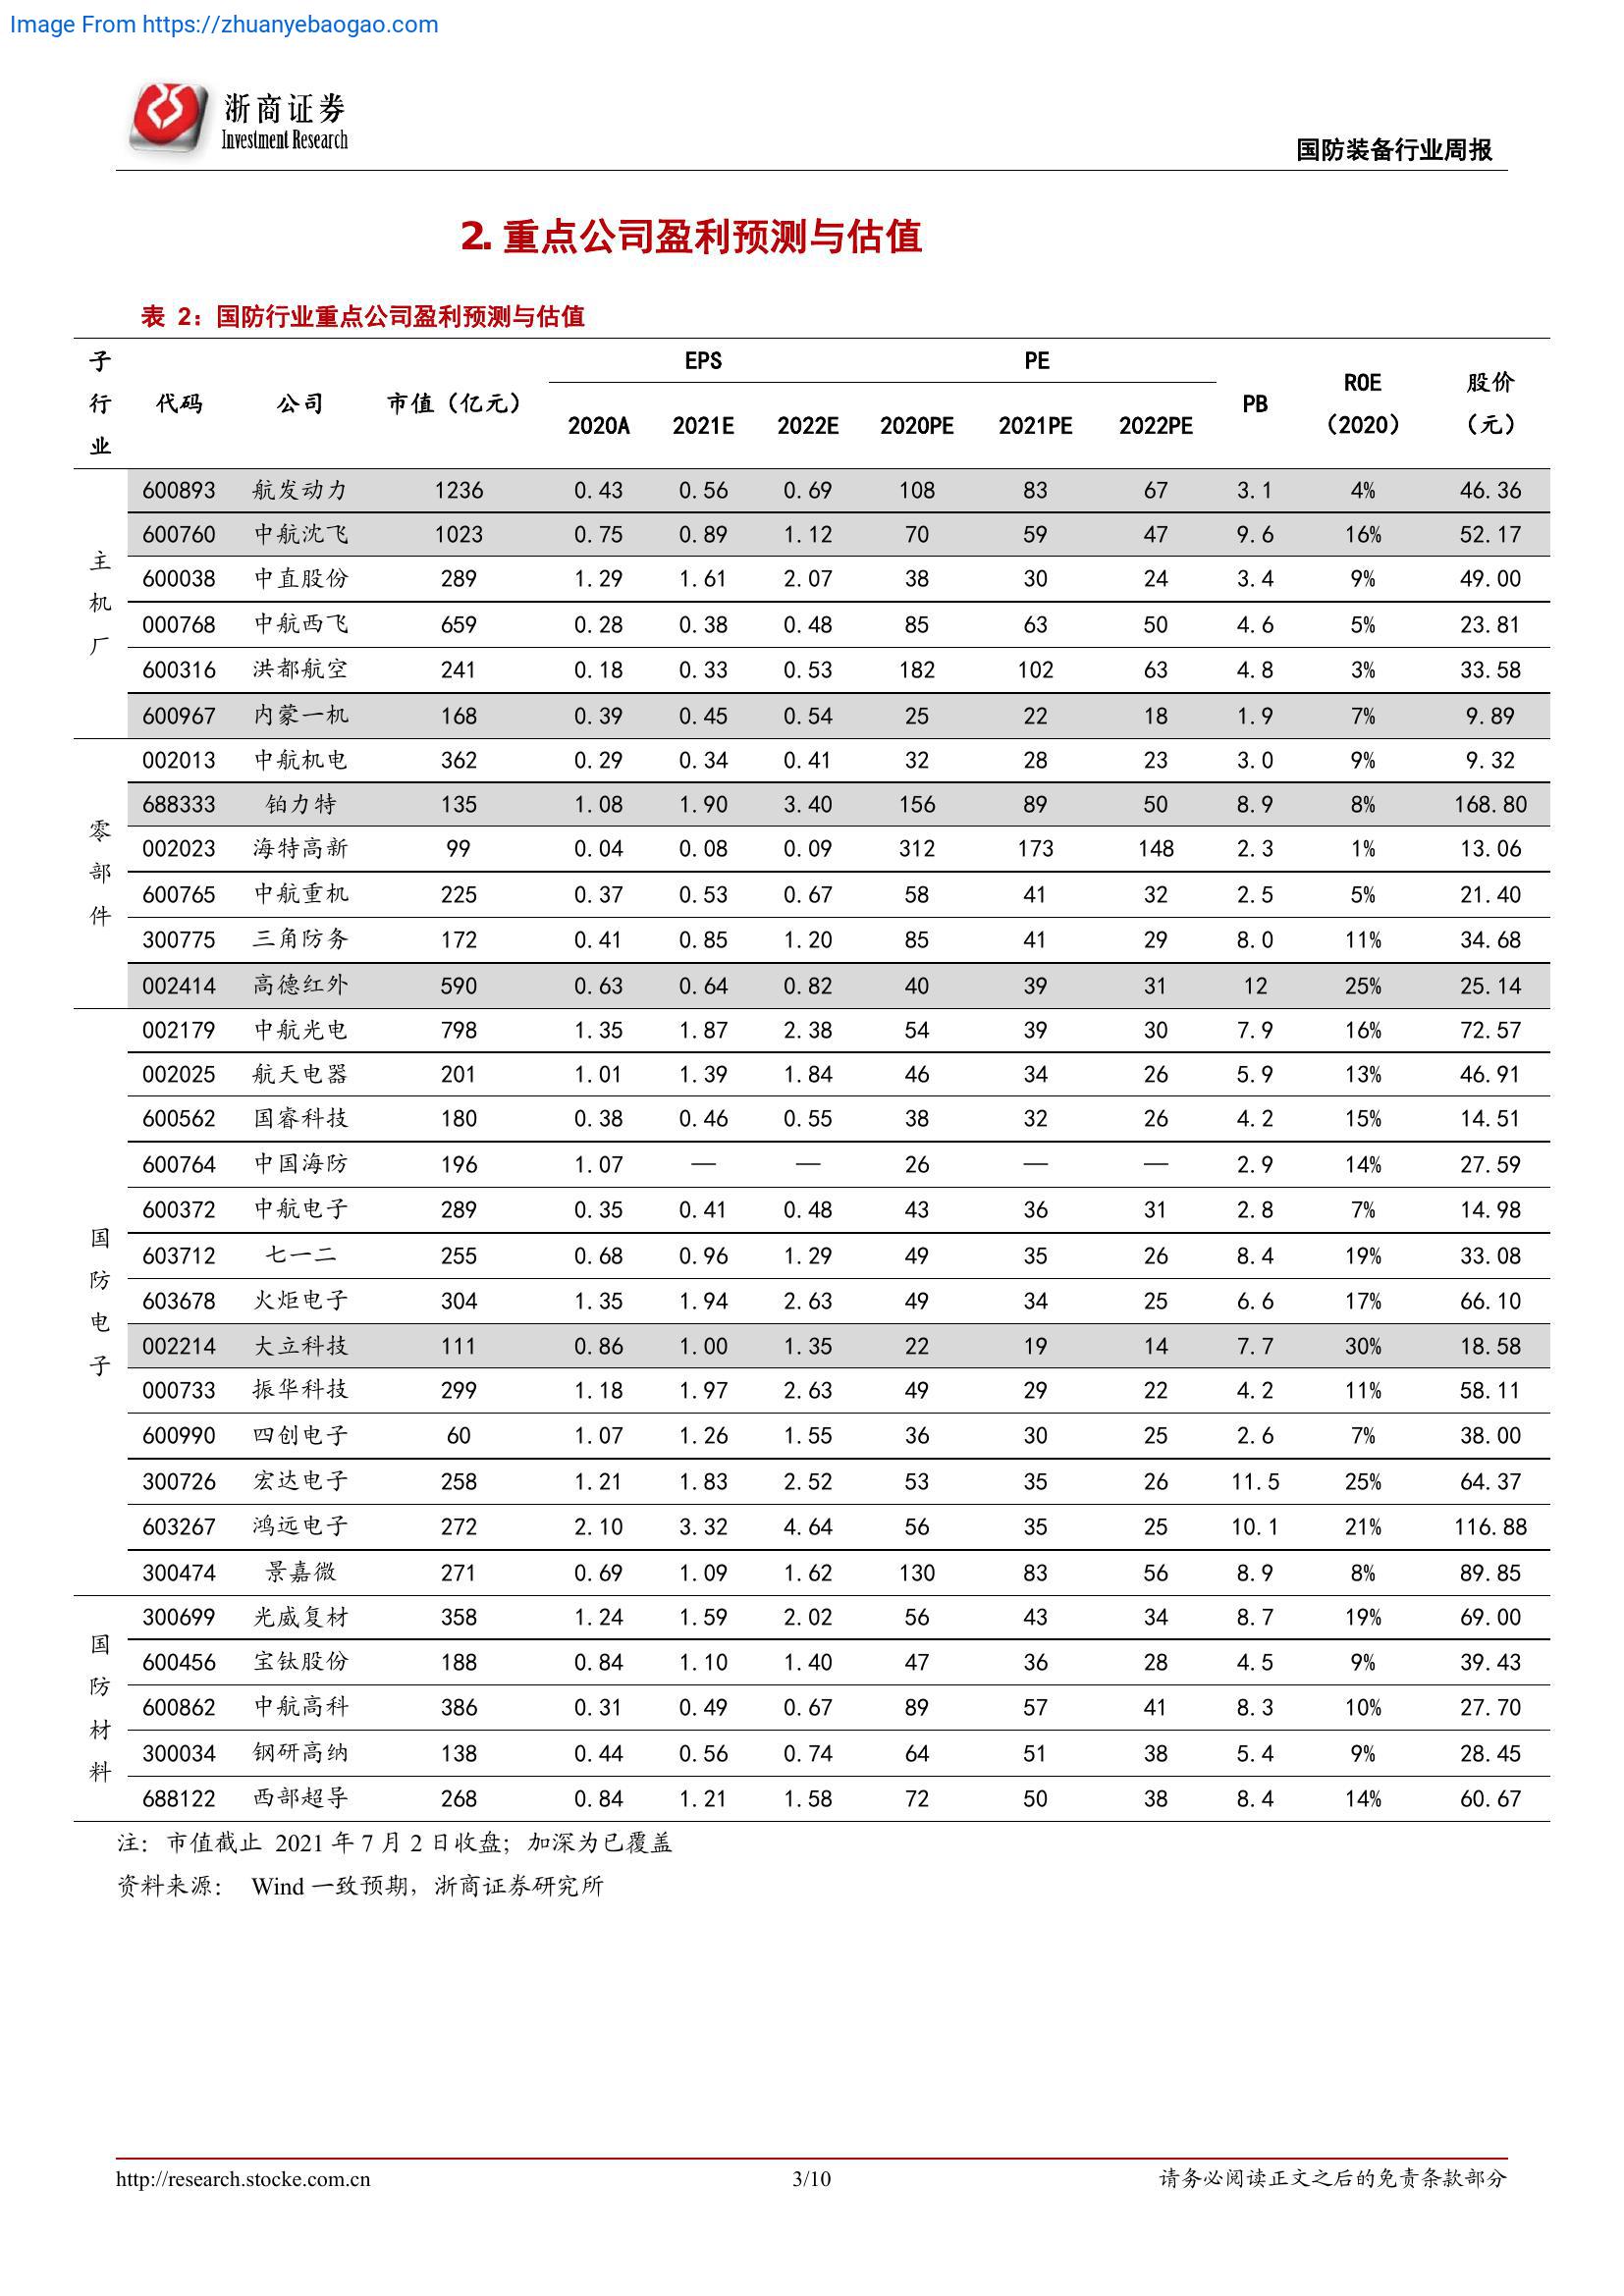 Image From https://zhuanyebaogao.com
浙商证券
Investment Research
国防装备行业周报
2. 重点公司盈利预测与估值
表 2：国防行业重点公司盈利预测与估值
子行业 代码 公司 市值（亿元） EPS PE PB ROE（2020） 股价（元）
2020A 2021E 2022E 2020PE 2021PE 2022PE
主机厂
600893 航发动力 1236 0.43 0.56 0.69 108 83 67 3.1 4% 46.36
600760 中航沈飞 1023 0.75 0.89 1.12 70 59 47 9.6 16% 52.17
600038 中直股份 289 1.29 1.61 2.07 38 30 24 3.4 9% 49.00
000768 中航西飞 659 0.28 0.38 0.48 85 63 50 4.6 5% 23.81
600316 洪都航空 241 0.18 0.33 0.53 182 102 63 4.8 3% 33.58
600967 内蒙一机 168 0.39 0.45 0.54 25 22 18 1.9 7% 9.89
零部件
002013 中航机电 362 0.29 0.34 0.41 32 28 23 3.0 9% 9.32
688333 铂力特 135 1.08 1.90 3.40 156 89 50 8.9 8% 168.80
002023 海特高新 99 0.04 0.08 0.09 312 173 148 2.3 1% 13.06
600765 中航重机 225 0.37 0.53 0.67 58 41 32 2.5 5% 21.40
300775 三角防务 172 0.41 0.85 1.20 85 41 29 8.0 11% 34.68
002414 高德红外 590 0.63 0.64 0.82 40 39 31 12 25% 25.14
国防电子
002179 中航光电 798 1.35 1.87 2.38 54 39 30 7.9 16% 72.57
002025 航天电器 201 1.01 1.39 1.84 46 34 26 5.9 13% 46.91
600562 国睿科技 180 0.38 0.46 0.55 38 32 26 4.2 15% 14.51
600764 中国海防 196 1.07 — — 26 — — 2.9 14% 27.59
600372 中航电子 289 0.35 0.41 0.48 43 36 31 2.8 7% 14.98
603712 七一二 255 0.68 0.96 1.29 49 35 26 8.4 19% 33.08
603678 火炬电子 304 1.35 1.94 2.63 49 34 25 6.6 17% 66.10
002214 大立科技 111 0.86 1.00 1.35 22 19 14 7.7 30% 18.58
000733 振华科技 299 1.18 1.97 2.63 49 29 22 4.2 11% 58.11
600990 四创电子 60 1.07 1.26 1.55 36 30 25 2.6 7% 38.00
300726 宏达电子 258 1.21 1.83 2.52 53 35 26 11.5 25% 64.37
603267 鸿远电子 272 2.10 3.32 4.64 56 35 25 10.1 21% 116.88
300474 景嘉微 271 0.69 1.09 1.62 130 83 56 8.9 8% 89.85
国防材料
300699 光威复材 358 1.24 1.59 2.02 56 43 34 8.7 19% 69.00
600456 宝钛股份 188 0.84 1.10 1.40 47 36 28 4.5 9% 39.43
600862 中航高科 386 0.31 0.49 0.67 89 57 41 8.3 10% 27.70
300034 钢研高纳 138 0.44 0.56 0.74 64 51 38 5.4 9% 28.45
688122 西部超导 268 0.84 1.21 1.58 72 50 38 8.4 14% 60.67
注：市值截止 2021 年 7 月 2 日收盘；加深为已覆盖
资料来源： Wind 一致预期，浙商证券研究所
http://research.stocke.com.cn 3/10 请务必阅读正文之后的免责条款部分